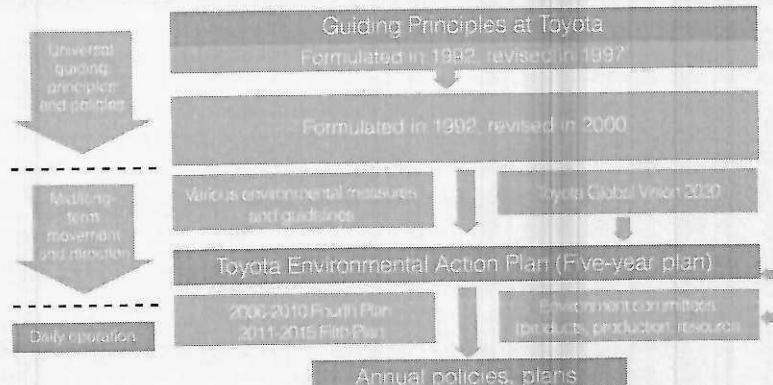 Guiding Principles at Toyota
Formulated in 1992, revised in 1997
Universal
guiding
principles
and policies
Formulated in 1992, revised in 2000
Mid/long-
term
movement
and direction
Various environmental measures
and guidelines
Toyota Global Vision 2020
Toyota Environmental Action Plan (Five-year plan)
Daily operation
2006-2010 Fourth Plan
2011-2015 Fifth Plan
Environment committees
(products, production, resource
Annual policies, plans